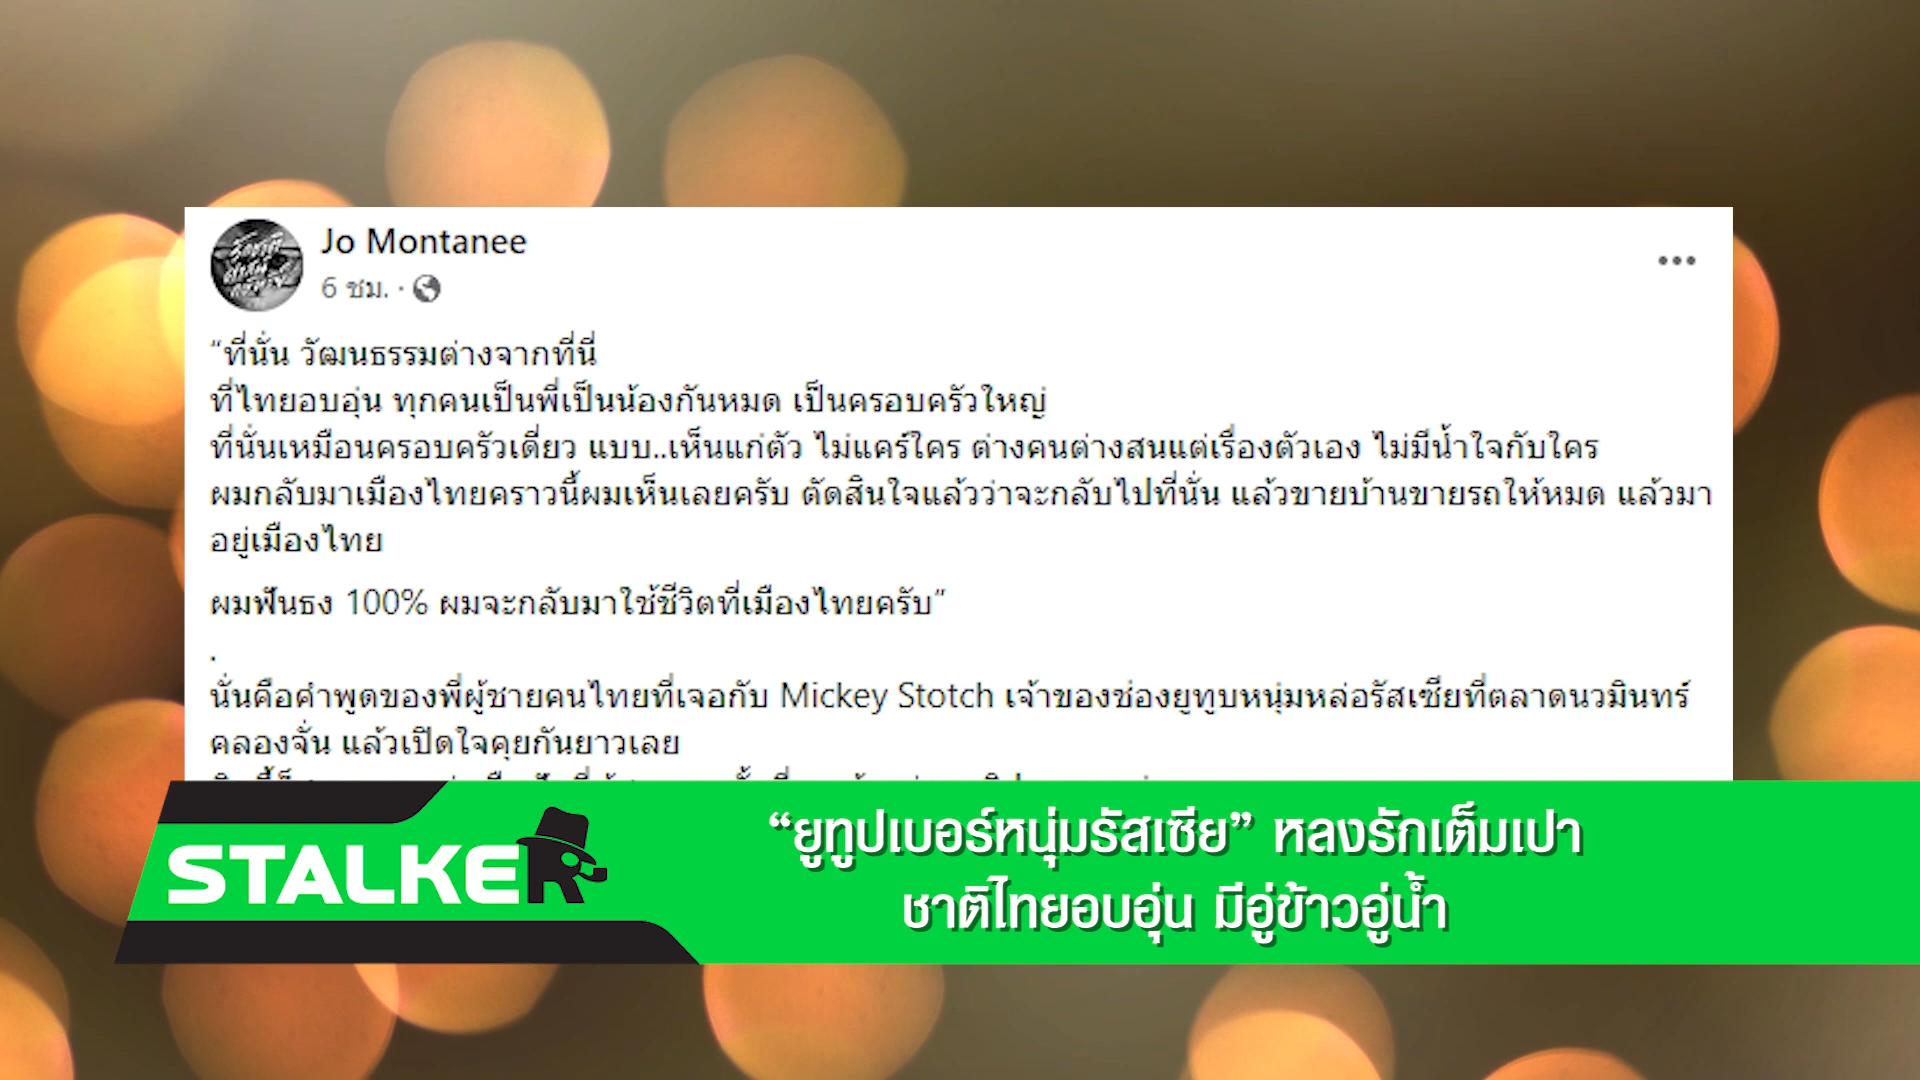 Jo Montanee
6 ชม. ·
“ที่นั่น วัฒนธรรมต่างจากที่นี่
ที่ไทยอบอุ่น ทุกคนเป็นพี่เป็นน้องกันหมด เป็นครอบครัวใหญ่
ที่นั่นเหมือนครอบครัวเดี่ยว แบบ..เห็นแก่ตัว ไม่แคร์ใคร ต่างคนต่างสนแต่เรื่องตัวเอง ไม่มีน้ำใจกับใคร
ผมกลับมาเมืองไทยคราวนี้ผมเห็นเลยครับ ตัดสินใจแล้วว่าจะกลับไปที่นั่น แล้วขายบ้านขายรถให้หมด แล้วมา
อยู่เมืองไทย
ผมฟันธง 100% ผมจะกลับมาใช้ชีวิตที่เมืองไทยครับ”
.
นั่นคือคำพูดของพี่ผู้ชายคนไทยที่เจอกับ Mickey Stotch เจ้าของช่องยูทูบหนุ่มหล่อรัสเซียที่ตลาดนวมินทร์
คลองจั่น แล้วเปิดใจคุยกันยาวเลย
STALKER
“ยูทูปเบอร์หนุ่มรัสเซีย” หลงรักเต็มเปา
ชาติไทยอบอุ่น มีอู่ข้าวอู่น้ำ